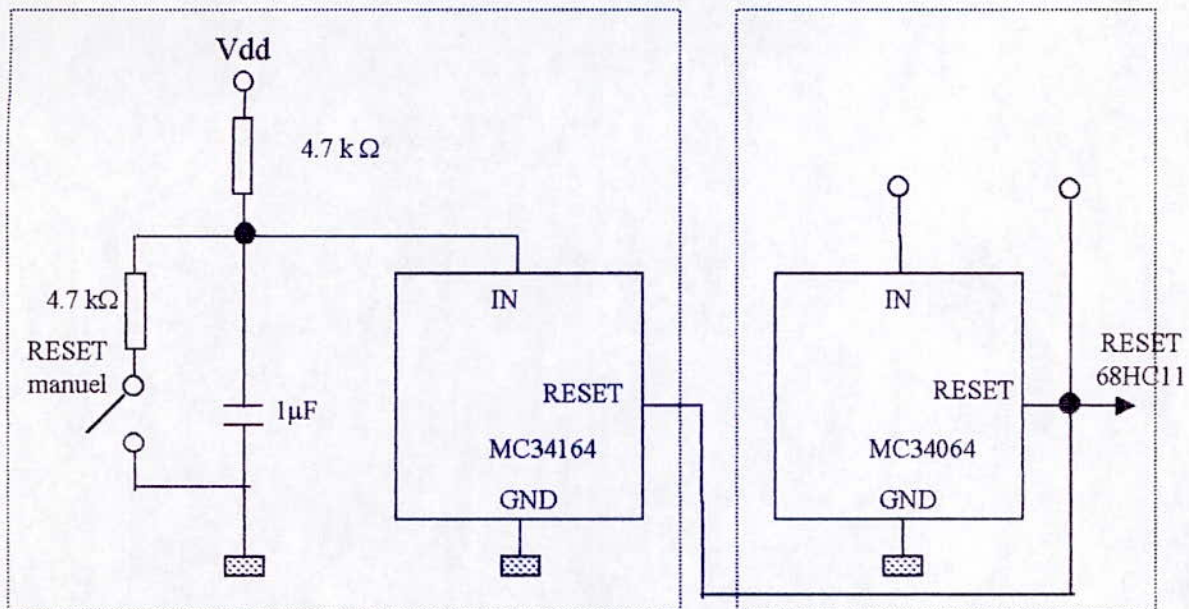 Vdd
4.7 k Ω
4.7 kΩ
RESET
manuel
1µF
IN
RESET
MC34164
GND
IN
RESET
MC34064
GND
RESET
68HC11